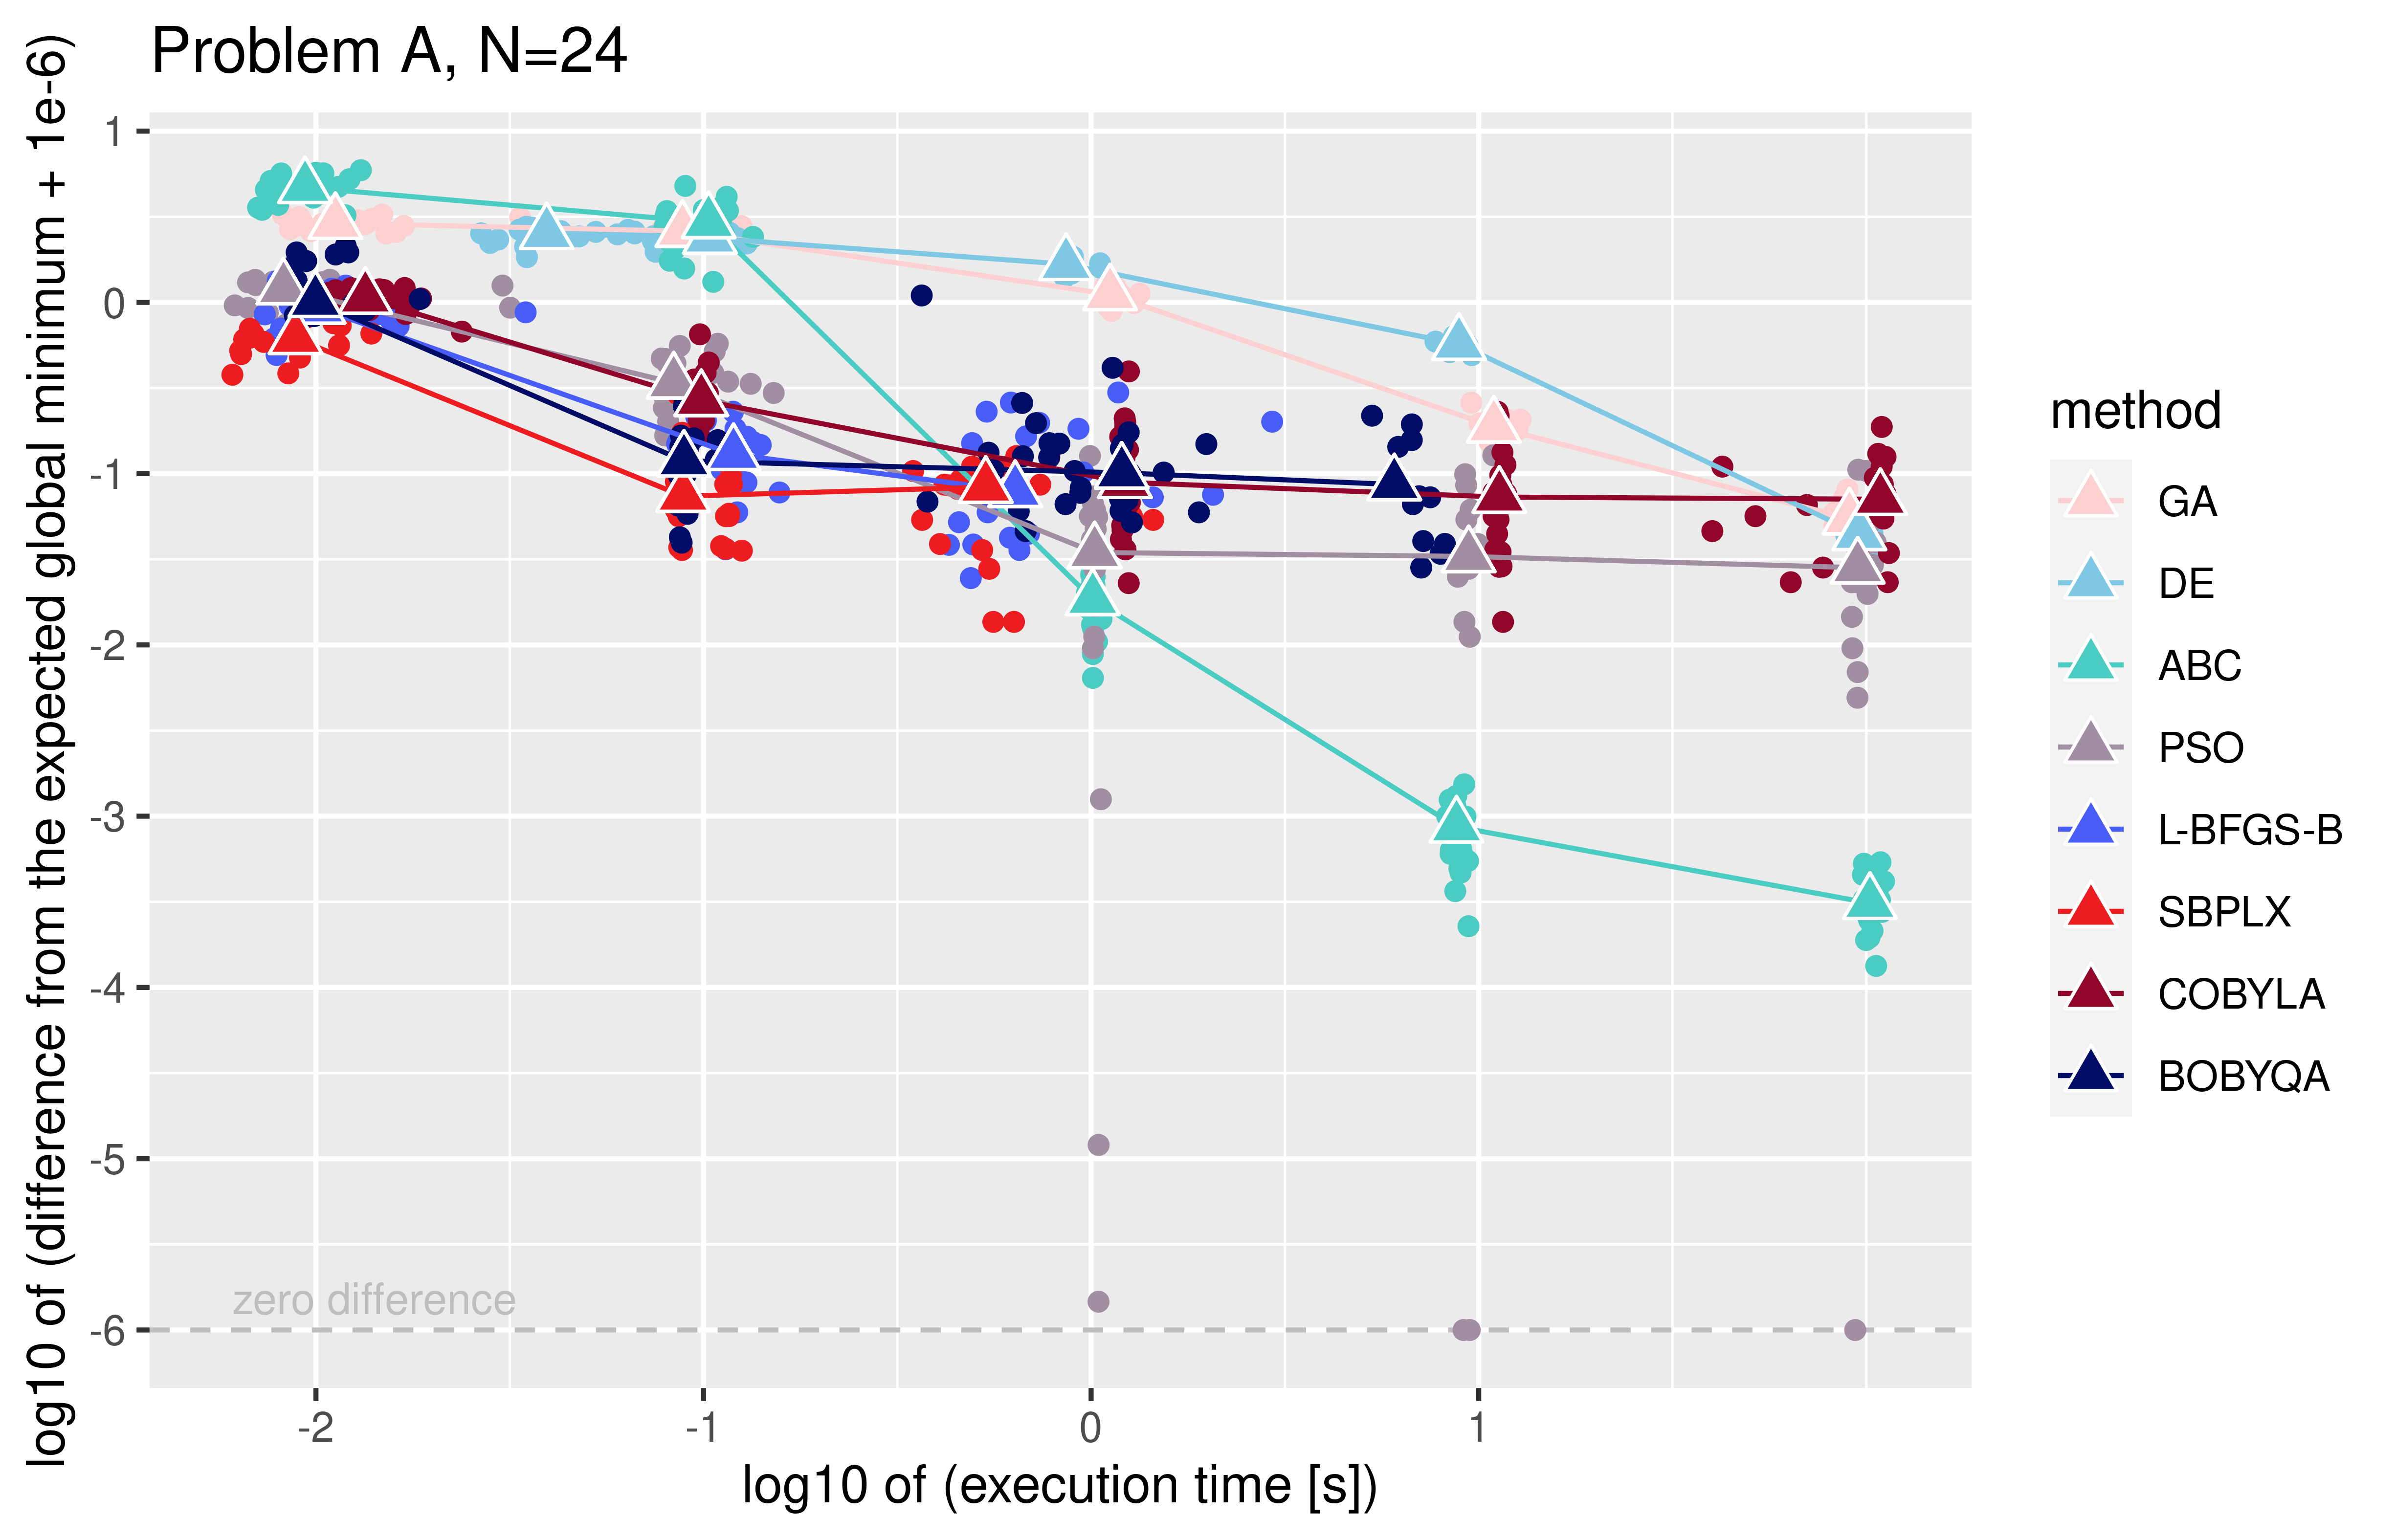 Problem A, N=24
log10 of (difference from the expected global minimum + 1e-6)
1
0
-1
-2
-3
-4
-5
-6
zero difference
-2
-1
0
1
log10 of (execution time [s])
method
GA
DE
ABC
PSO
L-BFGS-B
SBPLX
COBYLA
BOBYQA